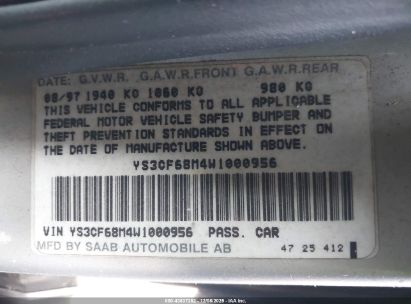 DATE: G.V.W.R. G.A.W.R.FRONT G.A.W.R.REAR
08/97 1940 KG 1060 KG 980 KG
THIS VEHICLE CONFORMS TO ALL APPLICABLE
FEDERAL MOTOR VEHICLE SAFETY BUMPER AND
THEFT PREVENTION STANDARDS IN EFFECT ON
THE DATE OF MANUFACTURE SHOWN ABOVE.
YS3CF68M4W1000956
VIN YS3CF68M4W1000956 PASS. CAR
MFD BY SAAB AUTOMOBILE AB 47 25 412